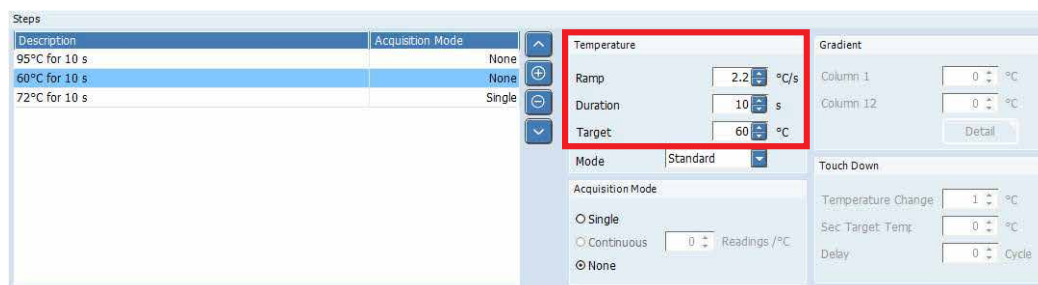 Steps
Description Acquisition Mode
95°C for 10 s None
60°C for 10 s None
72°C for 10 s Single
Temperature
Ramp 2.2 °C/s
Duration 10 s
Target 60 °C
Mode Standard
Acquisition Mode
Single
Continuous 0 Readings /°C
None
Gradient
Column 1 0 °C
Column 12 0 °C
Detail
Touch Down
Temperature Change 1 °C
Sec Target Temp 0 °C
Delay 0 Cycle